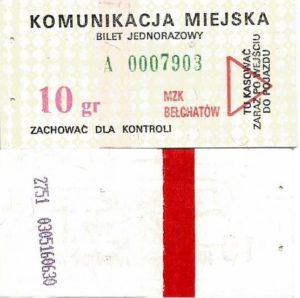 KOMUNIKACJA MIEJSKA
BILET JEDNORAZOWY
A 0007903
10 gr
MZK
BEŁCHATÓW
TU KASOWAĆ
ZARAZ PO WEJŚCIU
DO POJAZDU
ZACHOWAĆ DLA KONTROLI
2751 0305160630